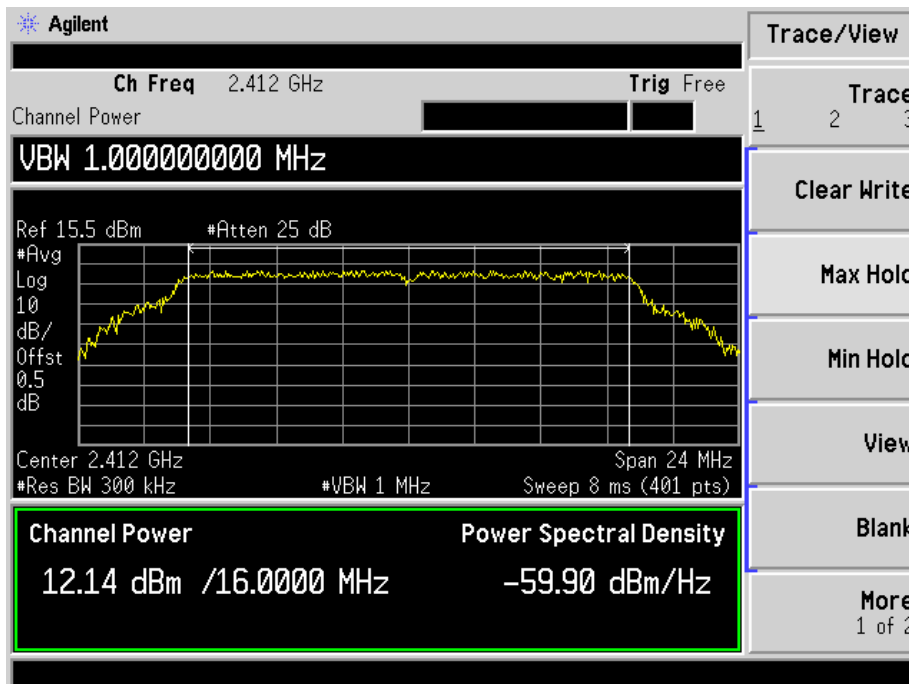 Agilent
Trace/View
Ch Freq 2.412 GHz Trig Free
Channel Power
Trace
1 2 3
VBW 1.000000000 MHz
Clear Write
Ref 15.5 dBm #Atten 25 dB
#Avg
Log
10
dB/
Offst
0.5
dB
Max Hold
Min Hold
View
Center 2.412 GHz Span 24 MHz
#Res BW 300 kHz #VBW 1 MHz Sweep 8 ms (401 pts)
Channel Power Power Spectral Density
12.14 dBm /16.0000 MHz -59.90 dBm/Hz
Blank
More
1 of 2